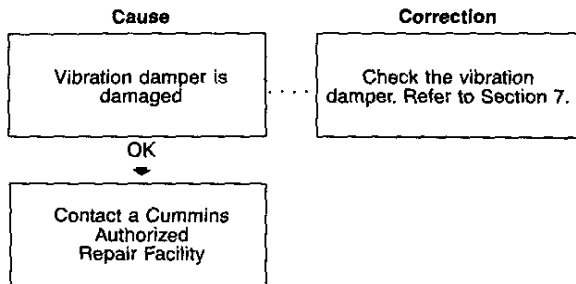 Cause
Correction
Vibration damper is
damaged
Check the vibration
damper. Refer to Section 7.
OK
Contact a Cummins
Authorized
Repair Facility